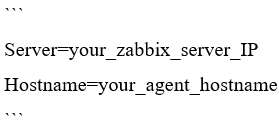 ```
Server=your_zabbix_server_IP
Hostname=your_agent_hostname
```